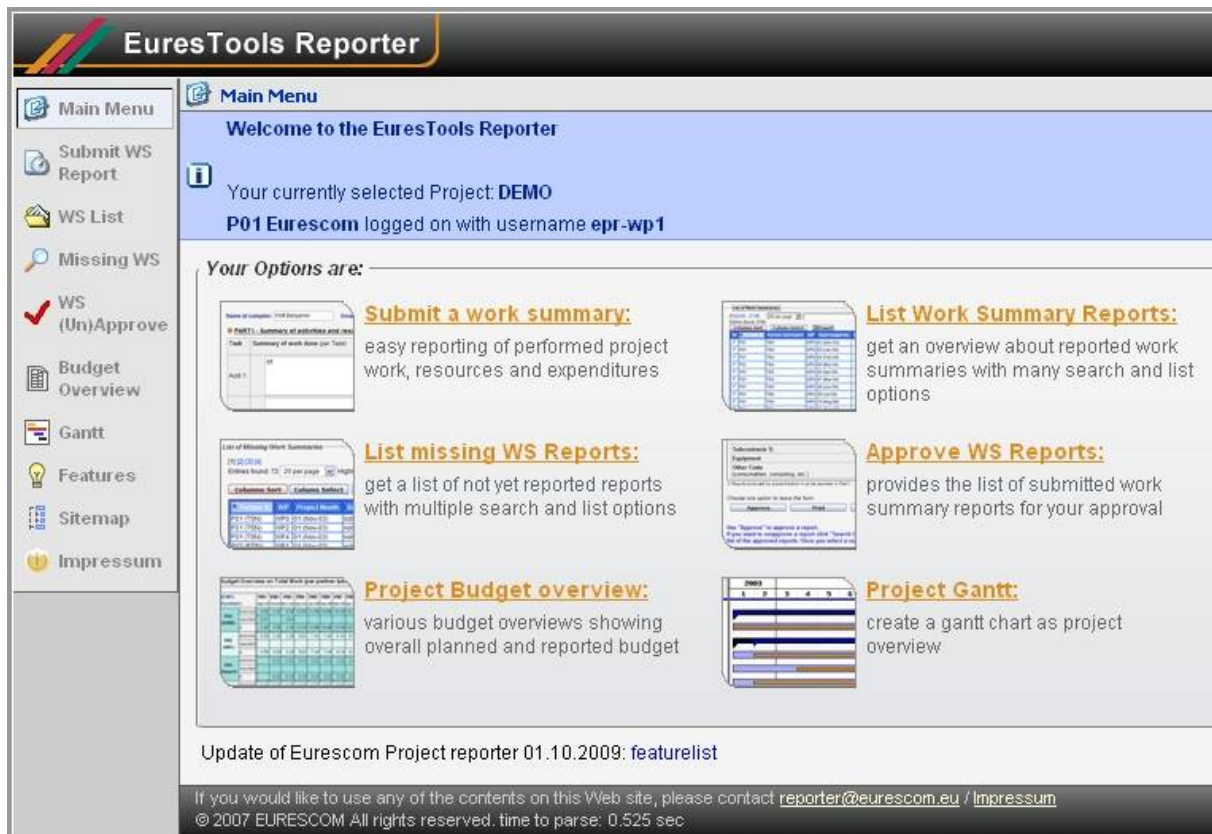 EuresTools Reporter
Main Menu
Submit WS
Report
WS List
Missing WS
WS
(Un)Approve
Budget
Overview
Gantt
Features
Sitemap
Impressum
Main Menu
Welcome to the EuresTools Reporter
Your currently selected Project: DEMO
P01 Eurescom logged on with username epr-wp1
Your Options are:
Submit a work summary:
easy reporting of performed project
work, resources and expenditures
List Work Summary Reports:
get an overview about reported work
summaries with many search and list
options
List missing WS Reports:
get a list of not yet reported reports
with multiple search and list options
Approve WS Reports:
provides the list of submitted work
summary reports for your approval
Project Budget overview:
various budget overviews showing
overall planned and reported budget
Project Gantt:
create a gantt chart as project
overview
Update of Eurescom Project reporter 01.10.2009: featurelist
If you would like to use any of the contents on this Web site, please contact reporter@eurescom.eu / Impressum
© 2007 EURESCOM All rights reserved. time to parse: 0.525 sec